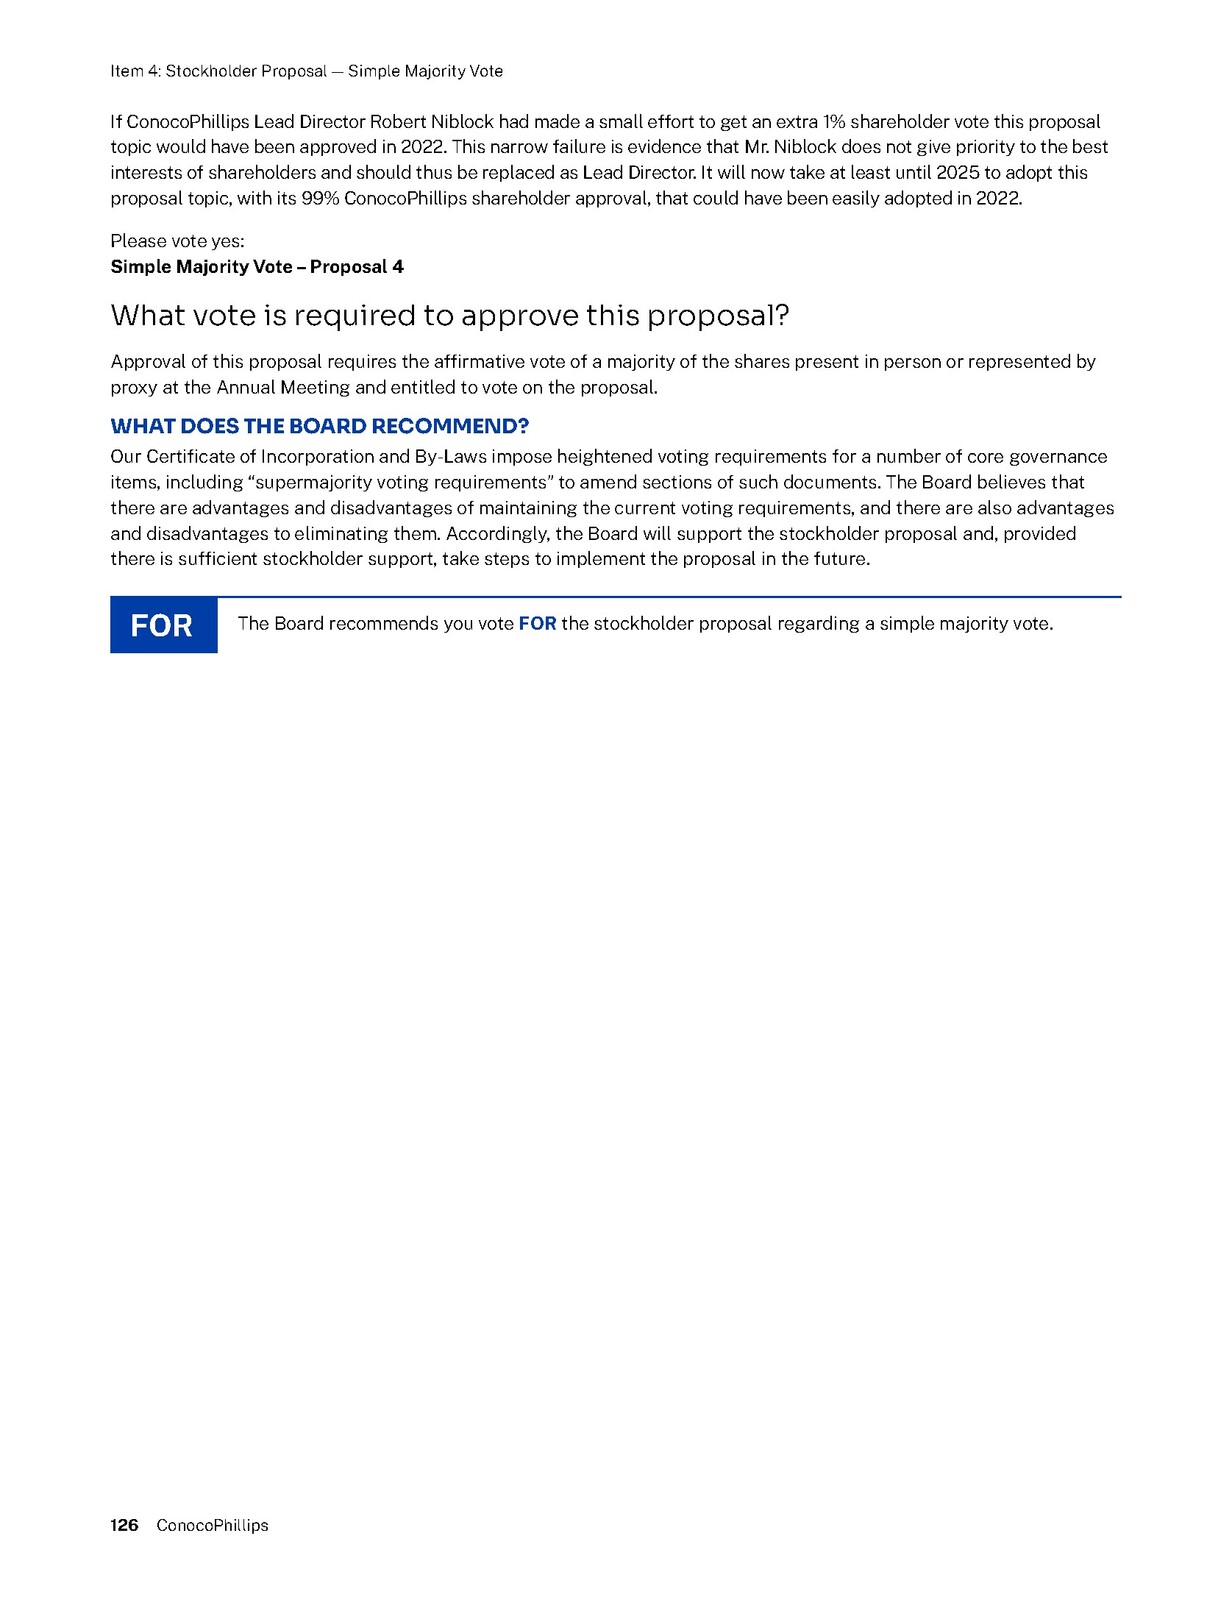 Item 4: Stockholder Proposal — Simple Majority Vote
If ConocoPhillips Lead Director Robert Niblock had made a small effort to get an extra 1% shareholder vote this proposal
topic would have been approved in 2022. This narrow failure is evidence that Mr. Niblock does not give priority to the best
interests of shareholders and should thus be replaced as Lead Director. It will now take at least until 2025 to adopt this
proposal topic, with its 99% ConocoPhillips shareholder approval, that could have been easily adopted in 2022.
Please vote yes:
Simple Majority Vote – Proposal 4
What vote is required to approve this proposal?
Approval of this proposal requires the affirmative vote of a majority of the shares present in person or represented by
proxy at the Annual Meeting and entitled to vote on the proposal.
WHAT DOES THE BOARD RECOMMEND?
Our Certificate of Incorporation and By-Laws impose heightened voting requirements for a number of core governance
items, including “supermajority voting requirements” to amend sections of such documents. The Board believes that
there are advantages and disadvantages of maintaining the current voting requirements, and there are also advantages
and disadvantages to eliminating them. Accordingly, the Board will support the stockholder proposal and, provided
there is sufficient stockholder support, take steps to implement the proposal in the future.
FOR The Board recommends you vote FOR the stockholder proposal regarding a simple majority vote.
126 ConocoPhillips